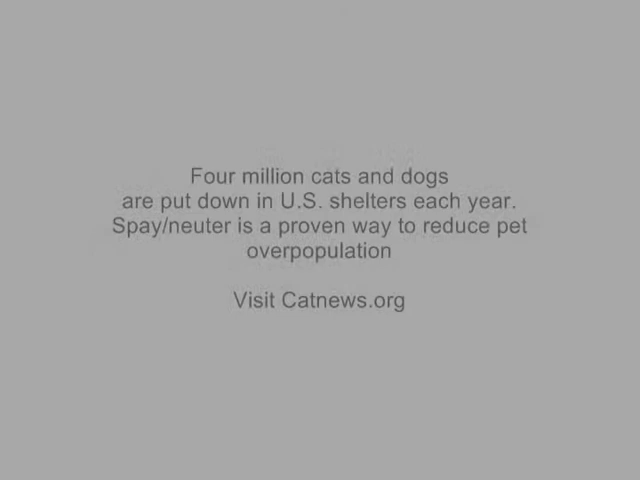 Four million cats and dogs
are put down in U.S. shelters each year.
Spay/neuter is a proven way to reduce pet
overpopulation
Visit Catnews.org